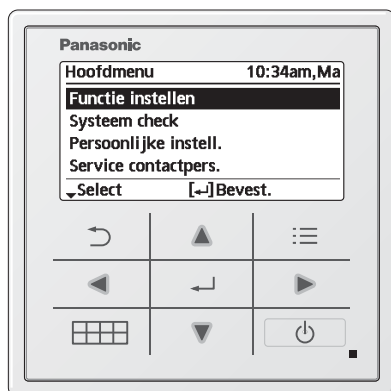 Panasonic
Hoofdmenu 10:34am,Ma
Functie instellen
Systeem check
Persoonlijke instell.
Service contactpers.
Select [↵]Bevest.